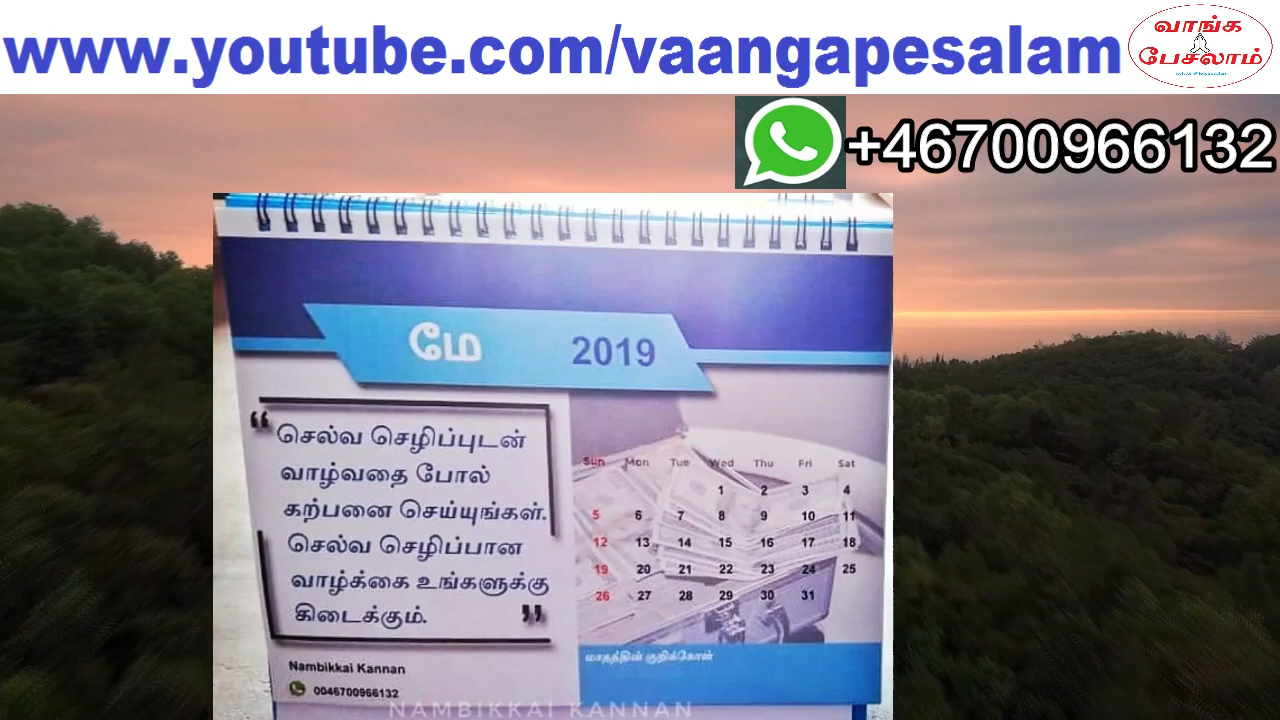 www.youtube.com/vaangapesalam
வாங்க
பேசலாம்
+46700966132
மே 2019
“செல்வ செழிப்புடன்
வாழ்வதை போல்
கற்பனை செய்யுங்கள்.
செல்வ செழிப்பான
வாழ்க்கை உங்களுக்கு
கிடைக்கும்.”
Sun Mon Tue Wed Thu Fri Sat
1 2 3 4
5 6 7 8 9 10 11
12 13 14 15 16 17 18
19 20 21 22 23 24 25
26 27 28 29 30 31
மாதத்தின் குறிக்கோள்
Nambikkai Kannan
0046700966132
NAMBIKKAI KANNAN